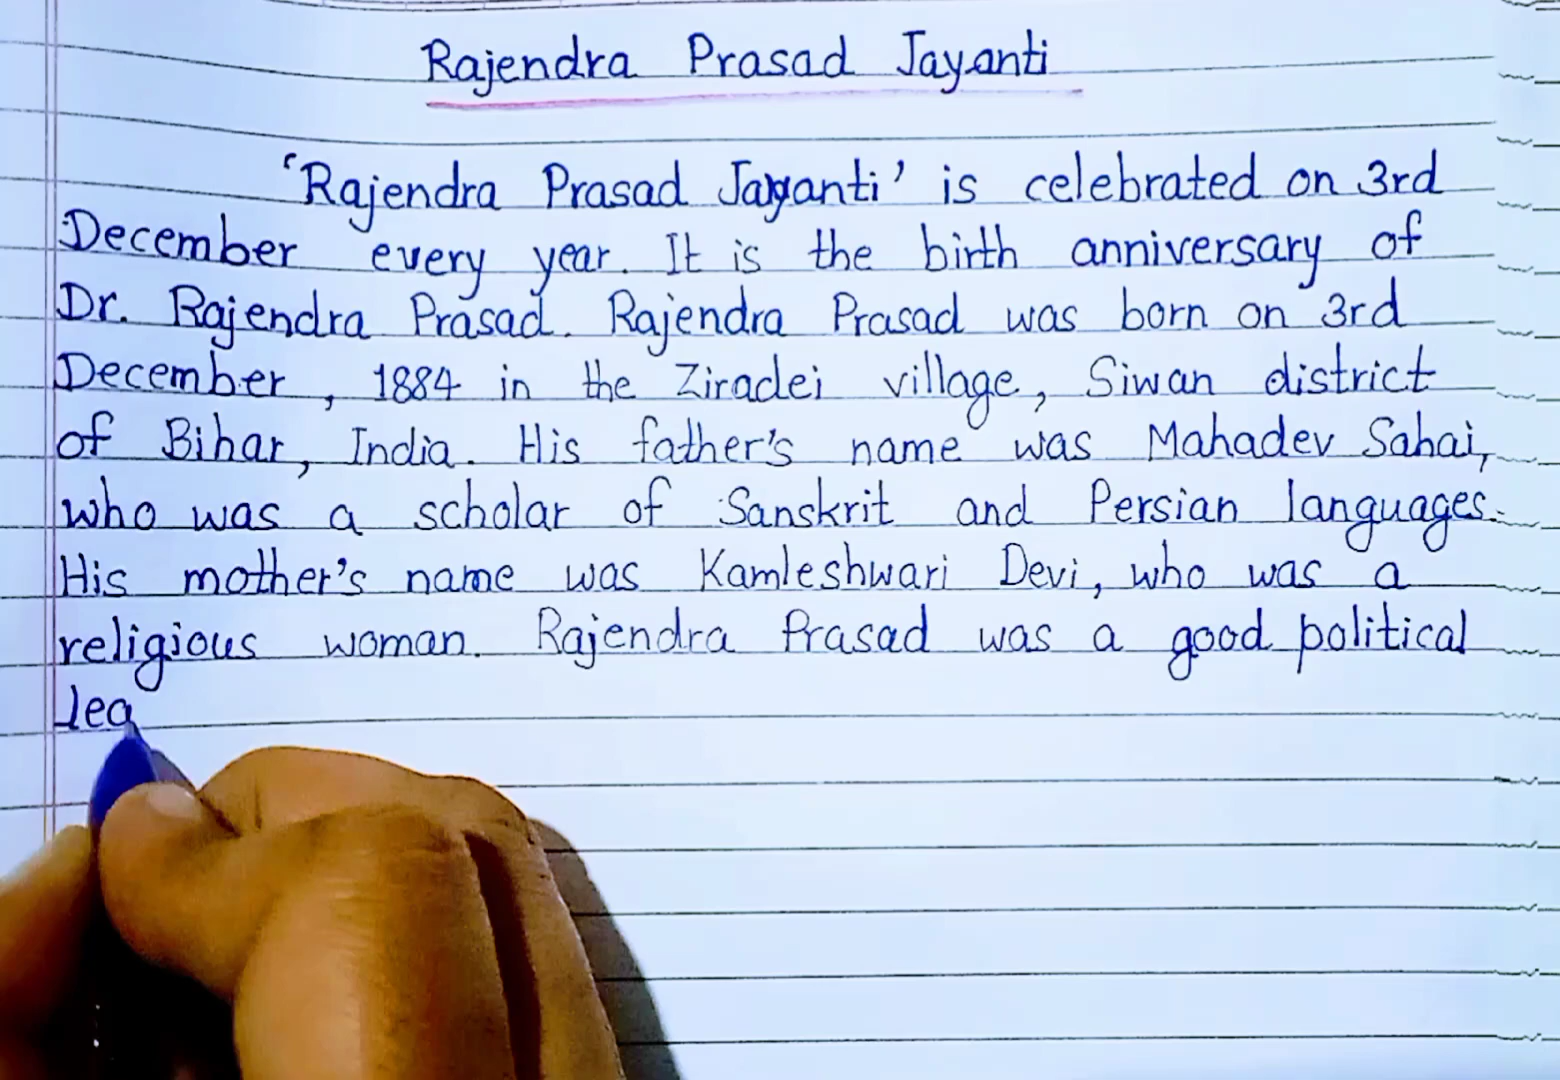 Rajendra Prasad Jayanti
'Rajendra Prasad Jayanti' is celebrated on 3rd
December every year. It is the birth anniversary of
Dr. Rajendra Prasad. Rajendra Prasad was born on 3rd
December, 1884 in the Ziradei village, Siwan district
of Bihar, India. His father's name was Mahadev Sahai,
who was a scholar of Sanskrit and Persian languages.
His mother's name was Kamleshwari Devi, who was a
religious woman. Rajendra Prasad was a good political
lea